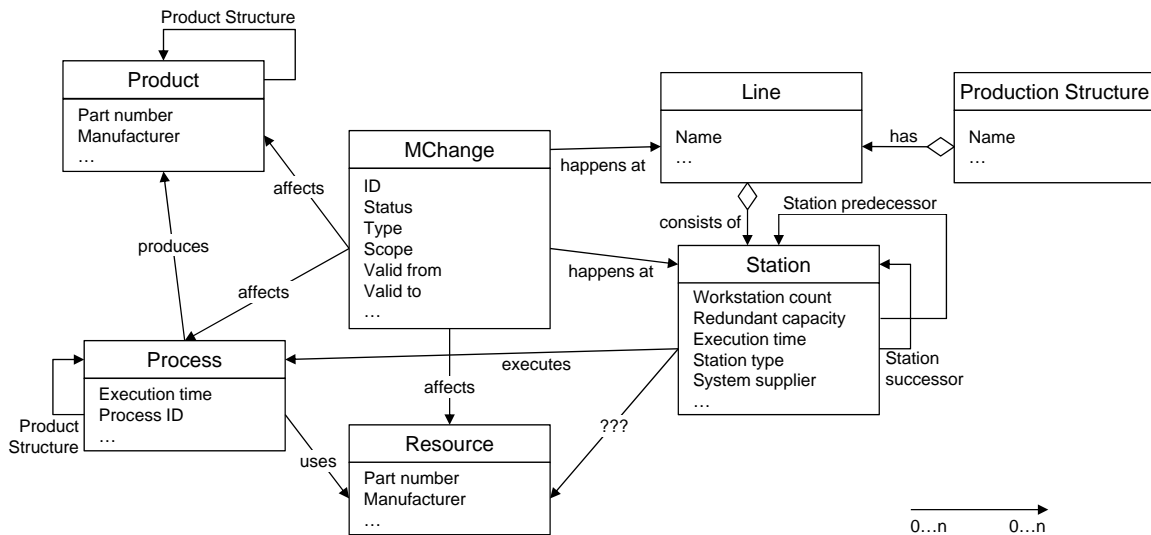 Product Structure
Product
Part number
Manufacturer
…
Line
Name
…
Production Structure
Name
…
has
MChange
ID
Status
Type
Scope
Valid from
Valid to
…
happens at
affects
consists of
Station predecessor
produces
happens at
Station
Workstation count
Redundant capacity
Execution time
Station type
System supplier
…
affects
Station
successor
Process
Execution time
Process ID
…
executes
affects
Product
Structure
uses
Resource
Part number
Manufacturer
…
???
0…n 0…n